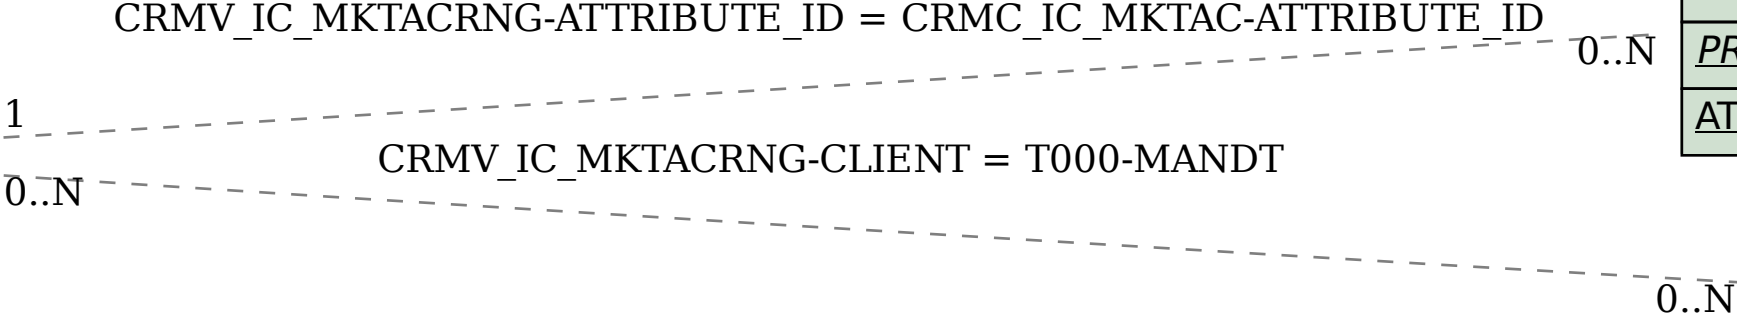 CRMV_IC_MKTACRNG-ATTRIBUTE_ID = CRMC_IC_MKTAC-ATTRIBUTE_ID
0..N
1
CRMV_IC_MKTACRNG-CLIENT = T000-MANDT
0..N
0..N